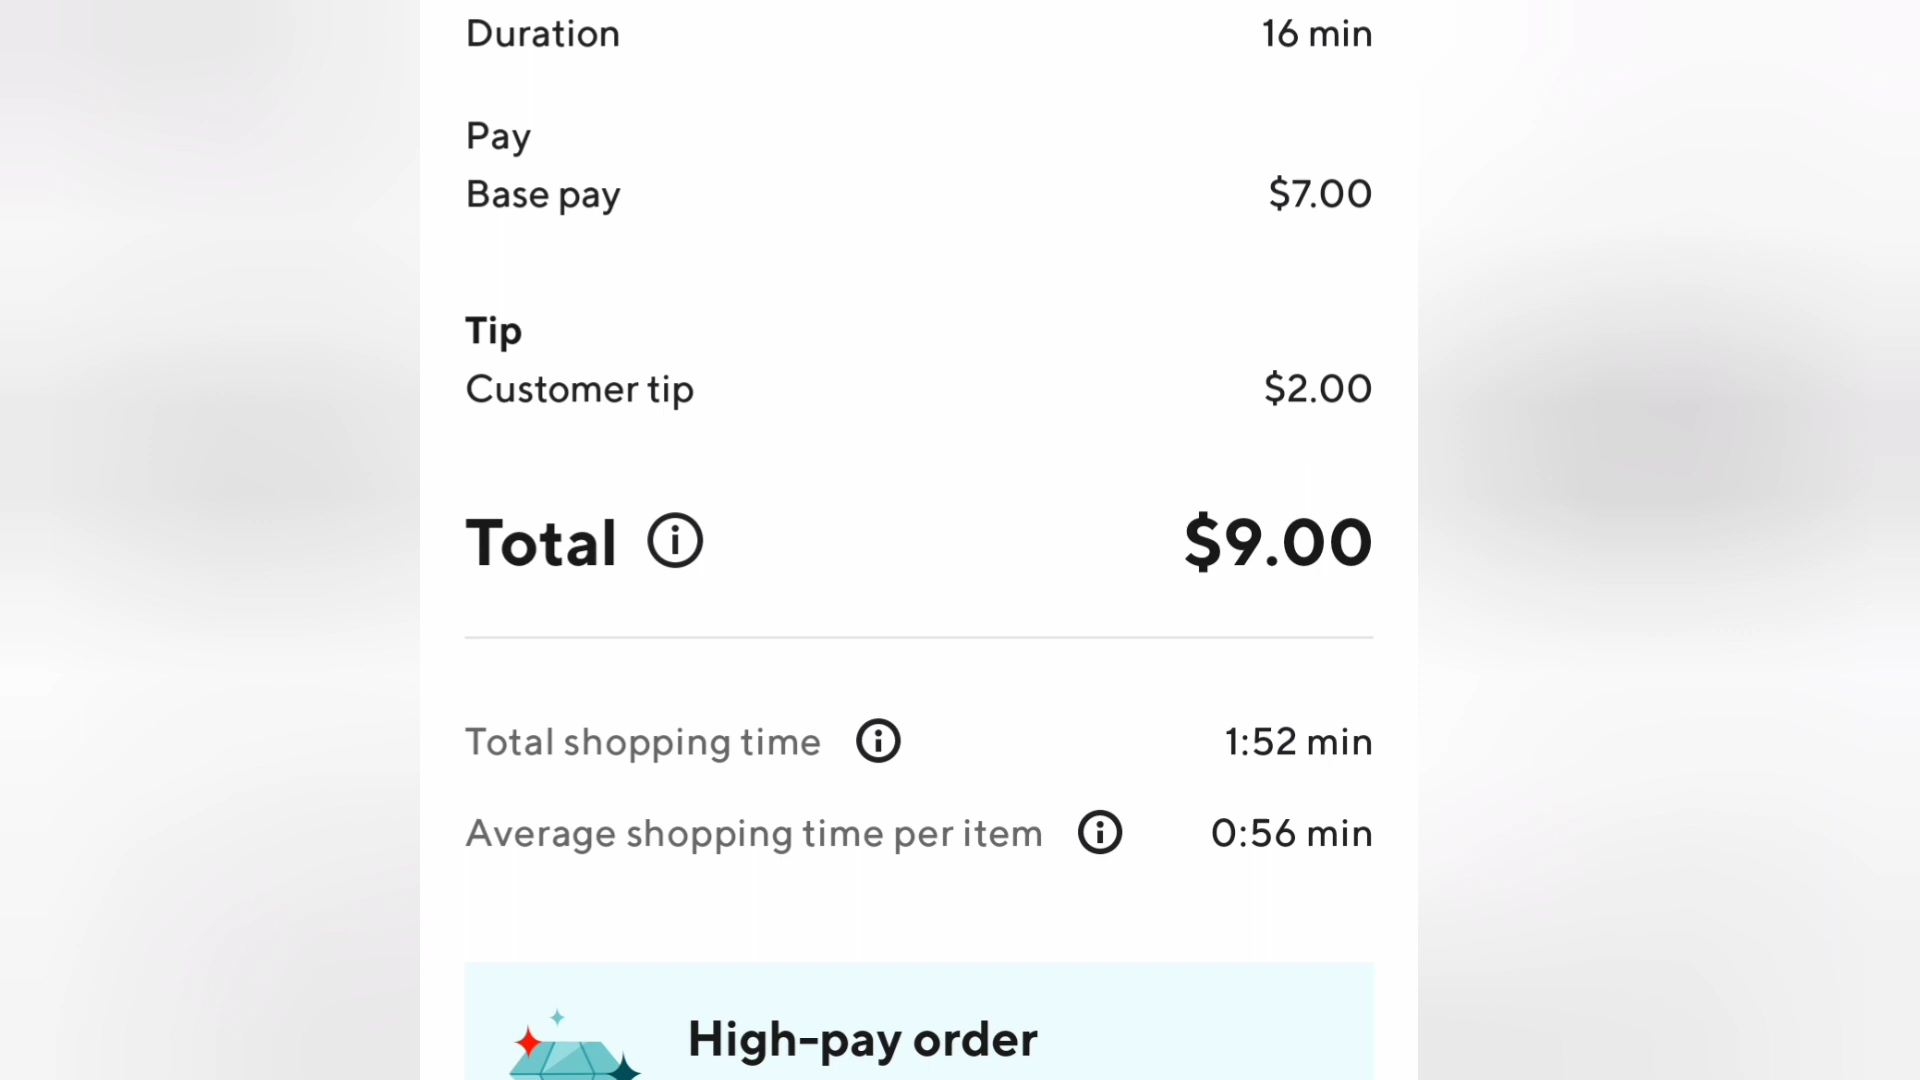 Duration 16 min
Pay
Base pay $7.00
Tip
Customer tip $2.00
Total $9.00
Total shopping time 1:52 min
Average shopping time per item 0:56 min
High-pay order